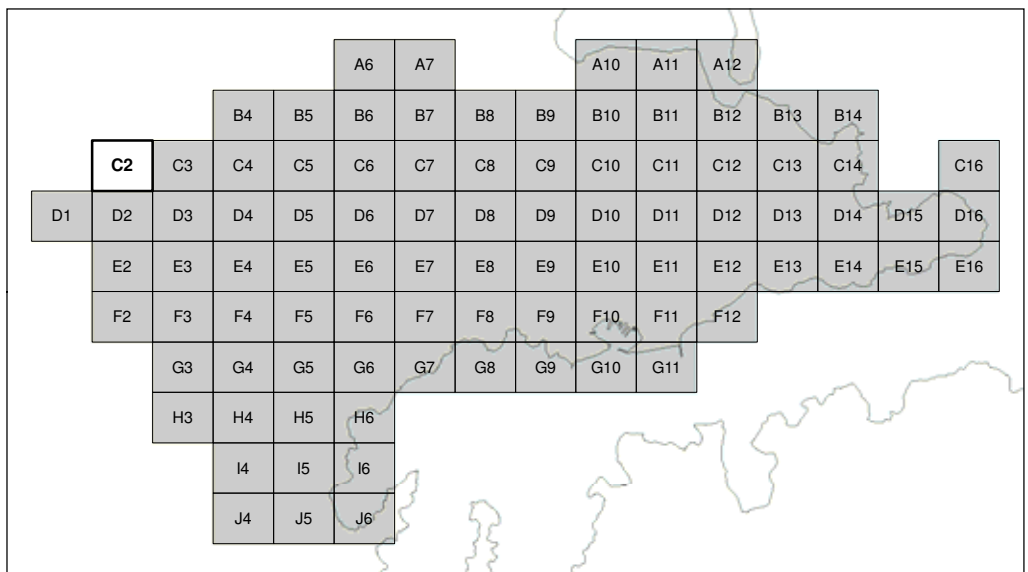 A6 A7 A10 A11 A12
B4 B5 B6 B7 B8 B9 B10 B11 B12 B13 B14
C2 C3 C4 C5 C6 C7 C8 C9 C10 C11 C12 C13 C14 C16
D1 D2 D3 D4 D5 D6 D7 D8 D9 D10 D11 D12 D13 D14 D15 D16
E2 E3 E4 E5 E6 E7 E8 E9 E10 E11 E12 E13 E14 E15 E16
F2 F3 F4 F5 F6 F7 F8 F9 F10 F11 F12
G3 G4 G5 G6 G7 G8 G9 G10 G11
H3 H4 H5 H6
I4 I5 I6
J4 J5 J6